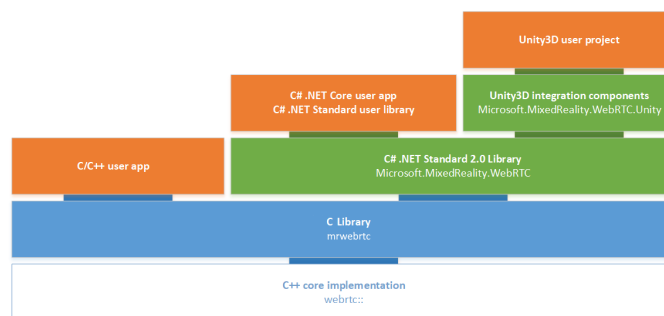 Unity3D user project
C# .NET Core user app
C# .NET Standard user library
Unity3D integration components
Microsoft.MixedReality.WebRTC.Unity
C/C++ user app
C# .NET Standard 2.0 Library
Microsoft.MixedReality.WebRTC
C Library
mrwebrtc
C++ core implementation
webrtc::